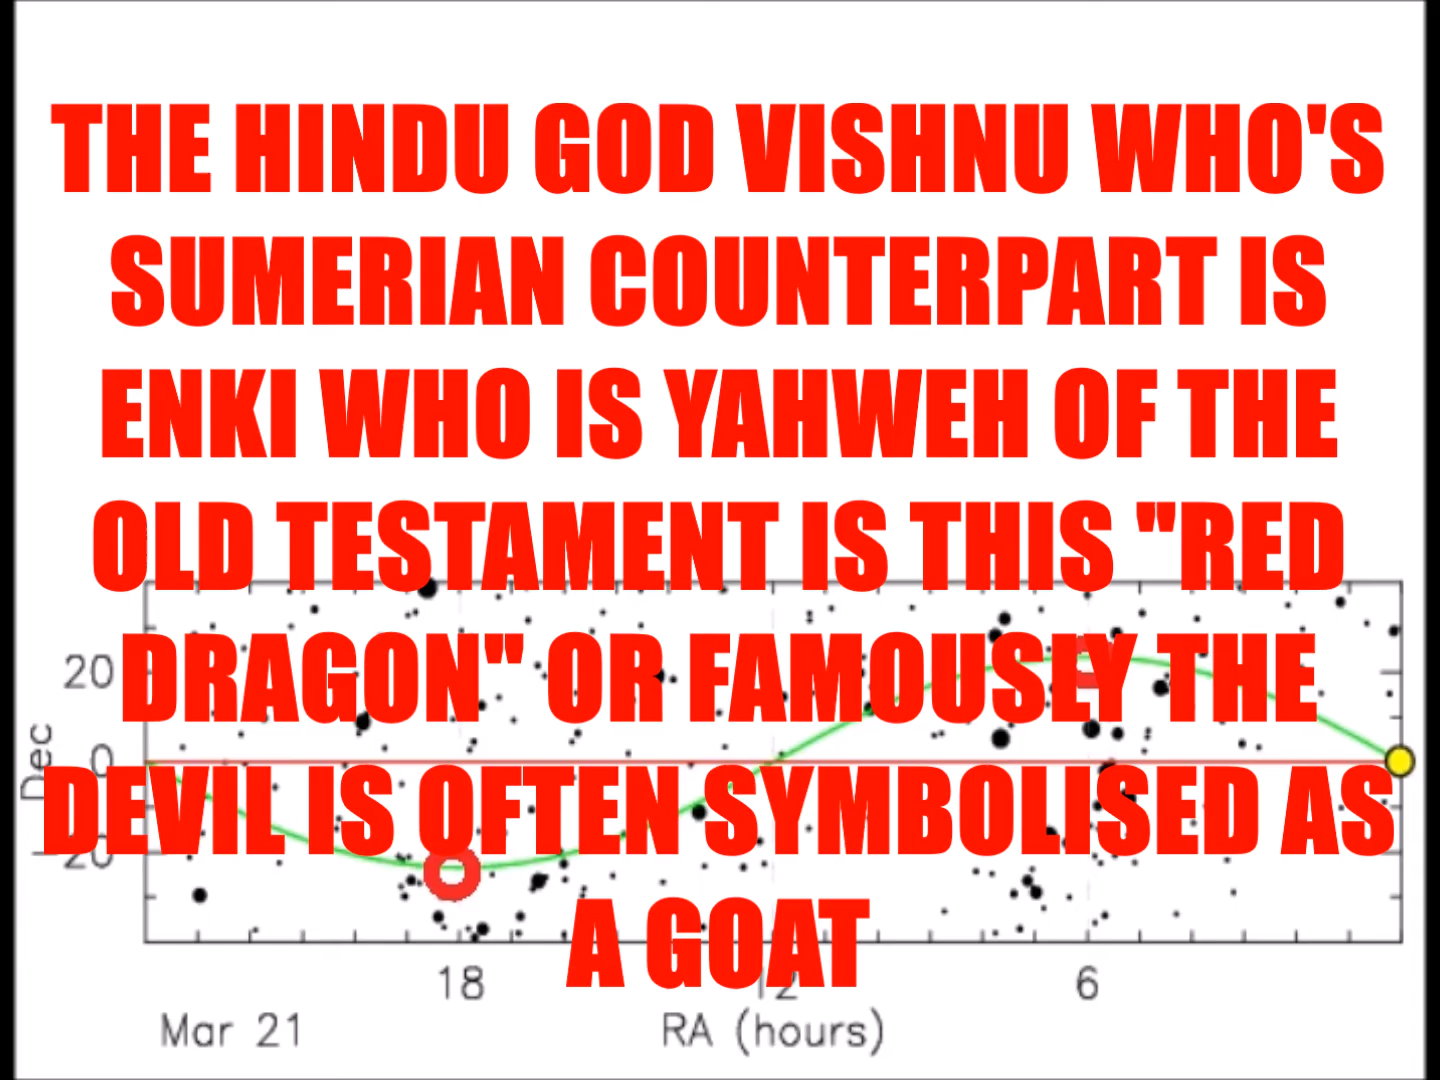 THE HINDU GOD VISHNU WHO'S
SUMERIAN COUNTERPART IS
ENKI WHO IS YAHWEH OF THE
OLD TESTAMENT IS THIS "RED
DRAGON" OR FAMOUSLY THE
DEVIL IS OFTEN SYMBOLISED AS
A GOAT
20
Dec
0
20
18
12
6
Mar 21
RA (hours)